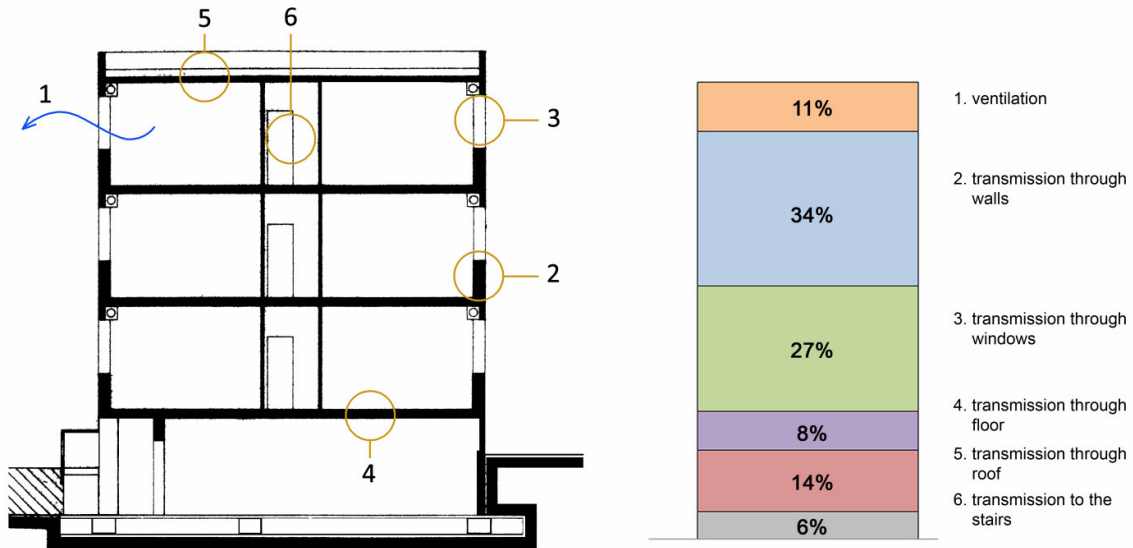 5
6
1
3
2
4
11%
34%
27%
8%
14%
6%
1. ventilation
2. transmission through
walls
3. transmission through
windows
4. transmission through
floor
5. transmission through
roof
6. transmission to the
stairs